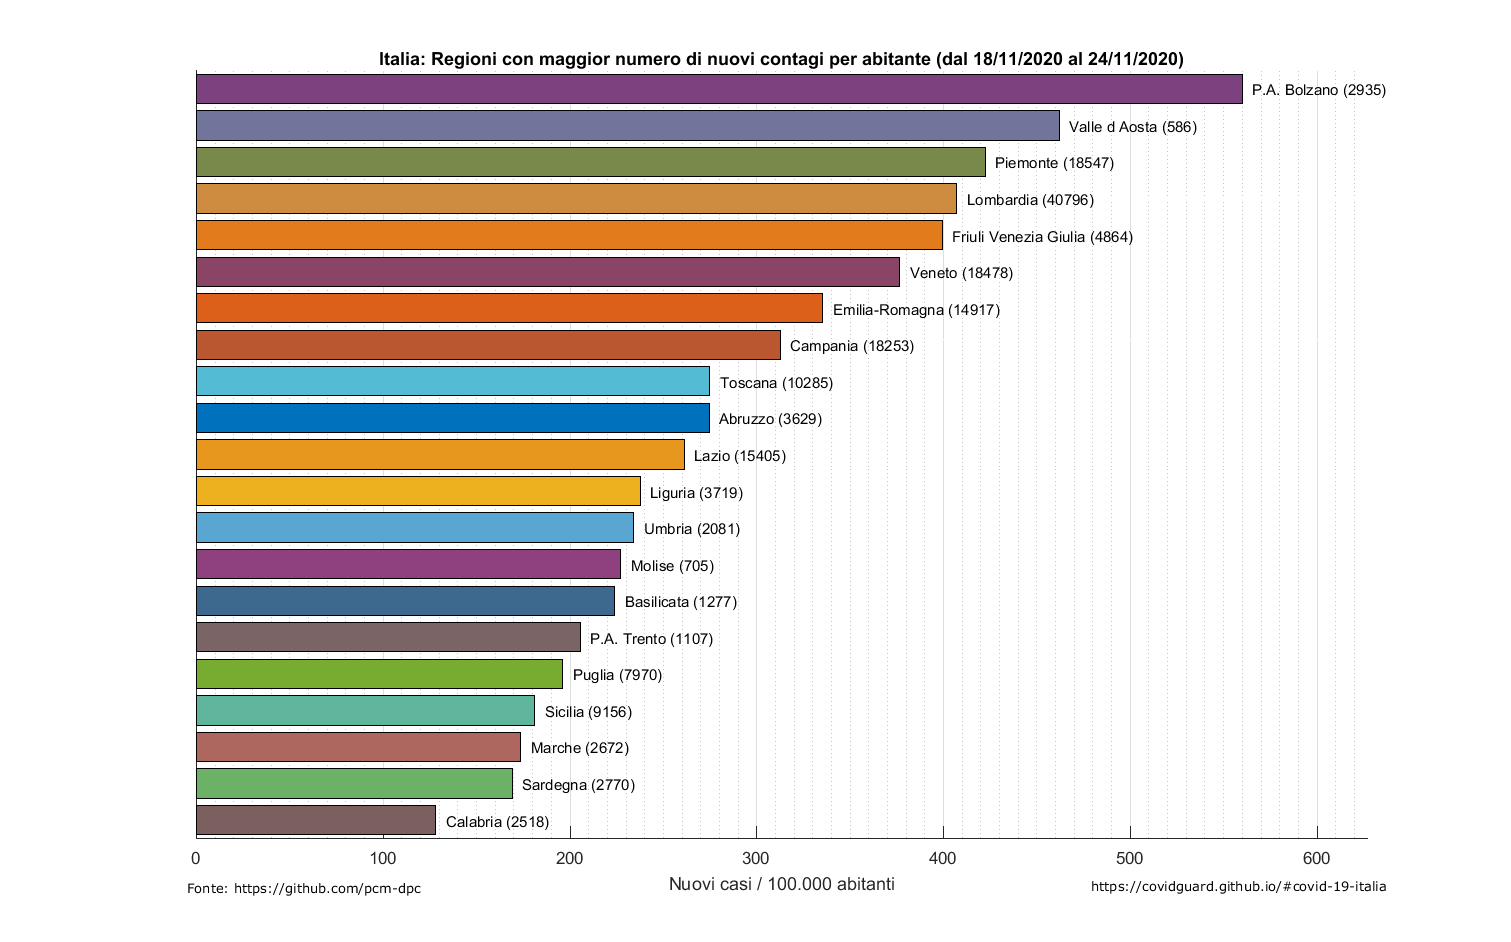 Italia: Regioni con maggior numero di nuovi contagi per abitante (dal 18/11/2020 al 24/11/2020)
P.A. Bolzano (2935)
Valle d Aosta (586)
Piemonte (18547)
Lombardia (40796)
Friuli Venezia Giulia (4864)
Veneto (18478)
Emilia-Romagna (14917)
Campania (18253)
Toscana (10285)
Abruzzo (3629)
Lazio (15405)
Liguria (3719)
Umbria (2081)
Molise (705)
Basilicata (1277)
P.A. Trento (1107)
Puglia (7970)
Sicilia (9156)
Marche (2672)
Sardegna (2770)
Calabria (2518)
0 100 200 300 400 500 600
Nuovi casi / 100.000 abitanti
Fonte: https://github.com/pcm-dpc
https://covidguard.github.io/#covid-19-italia